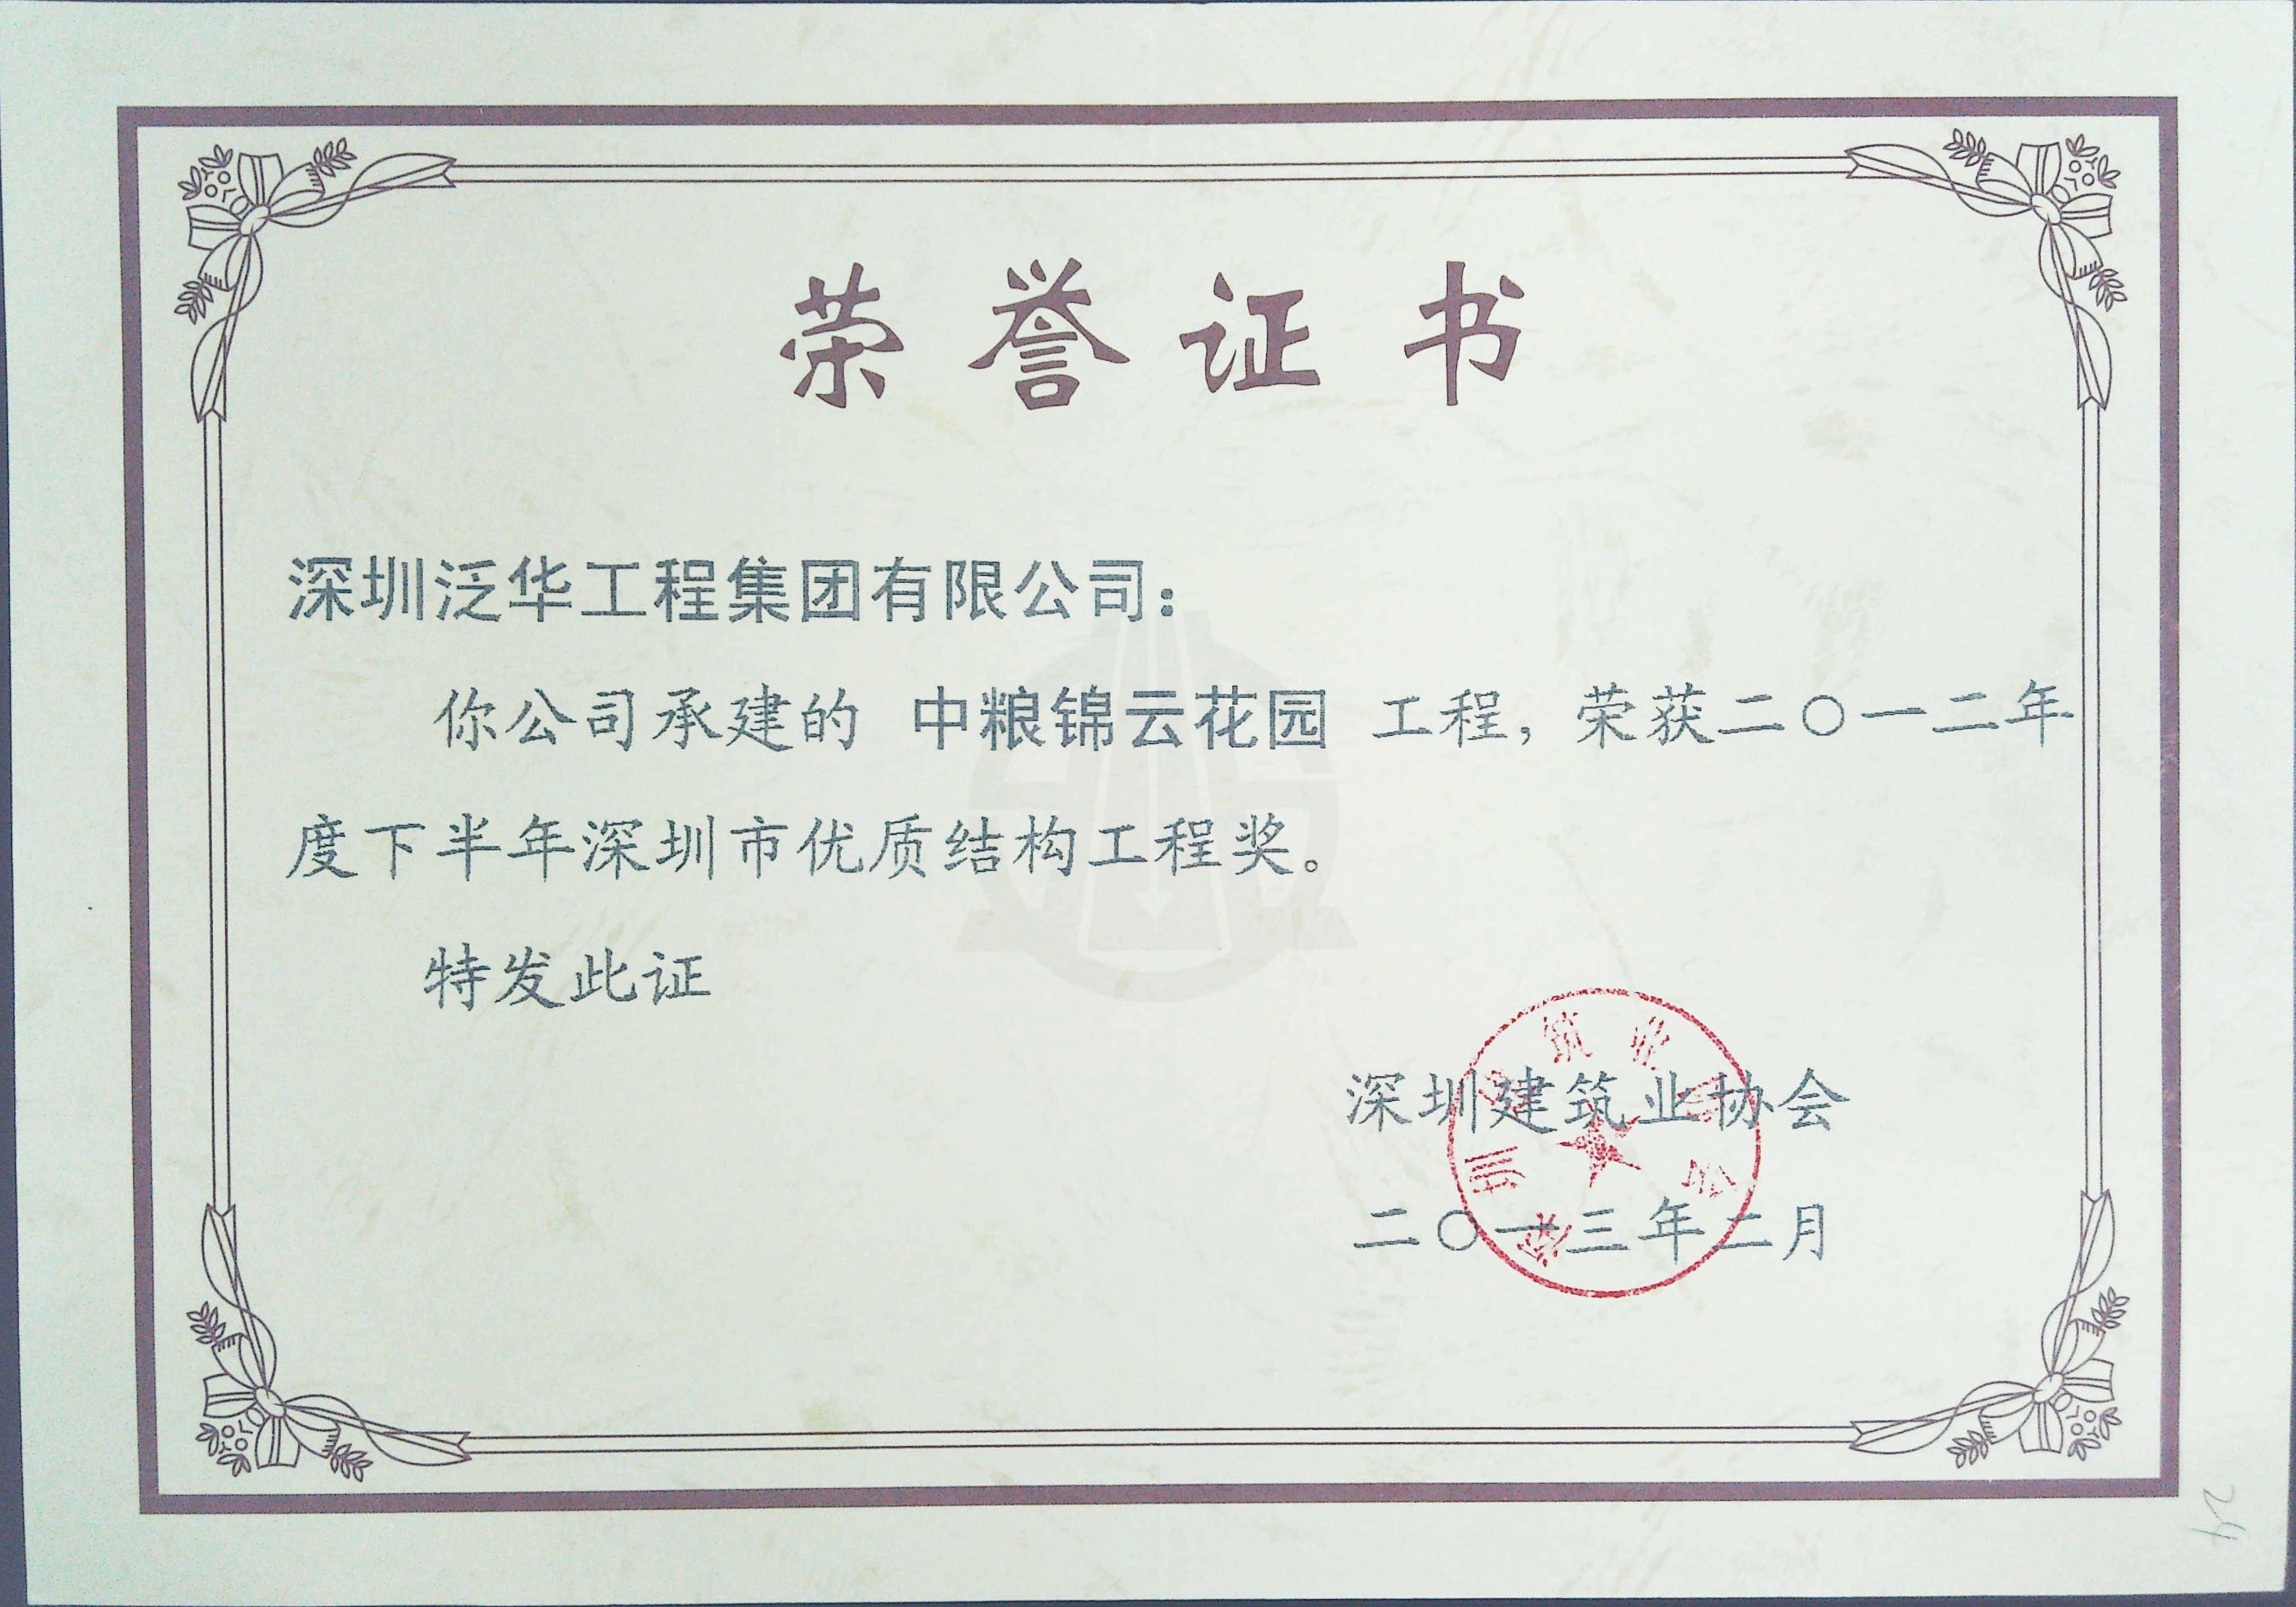 荣誉证书
深圳泛华工程集团有限公司：
你公司承建的 中粮锦云花园 工程，荣获二〇一二年
度下半年深圳市优质结构工程奖。
特发此证
深圳建筑业协会
二〇一三年二月
24